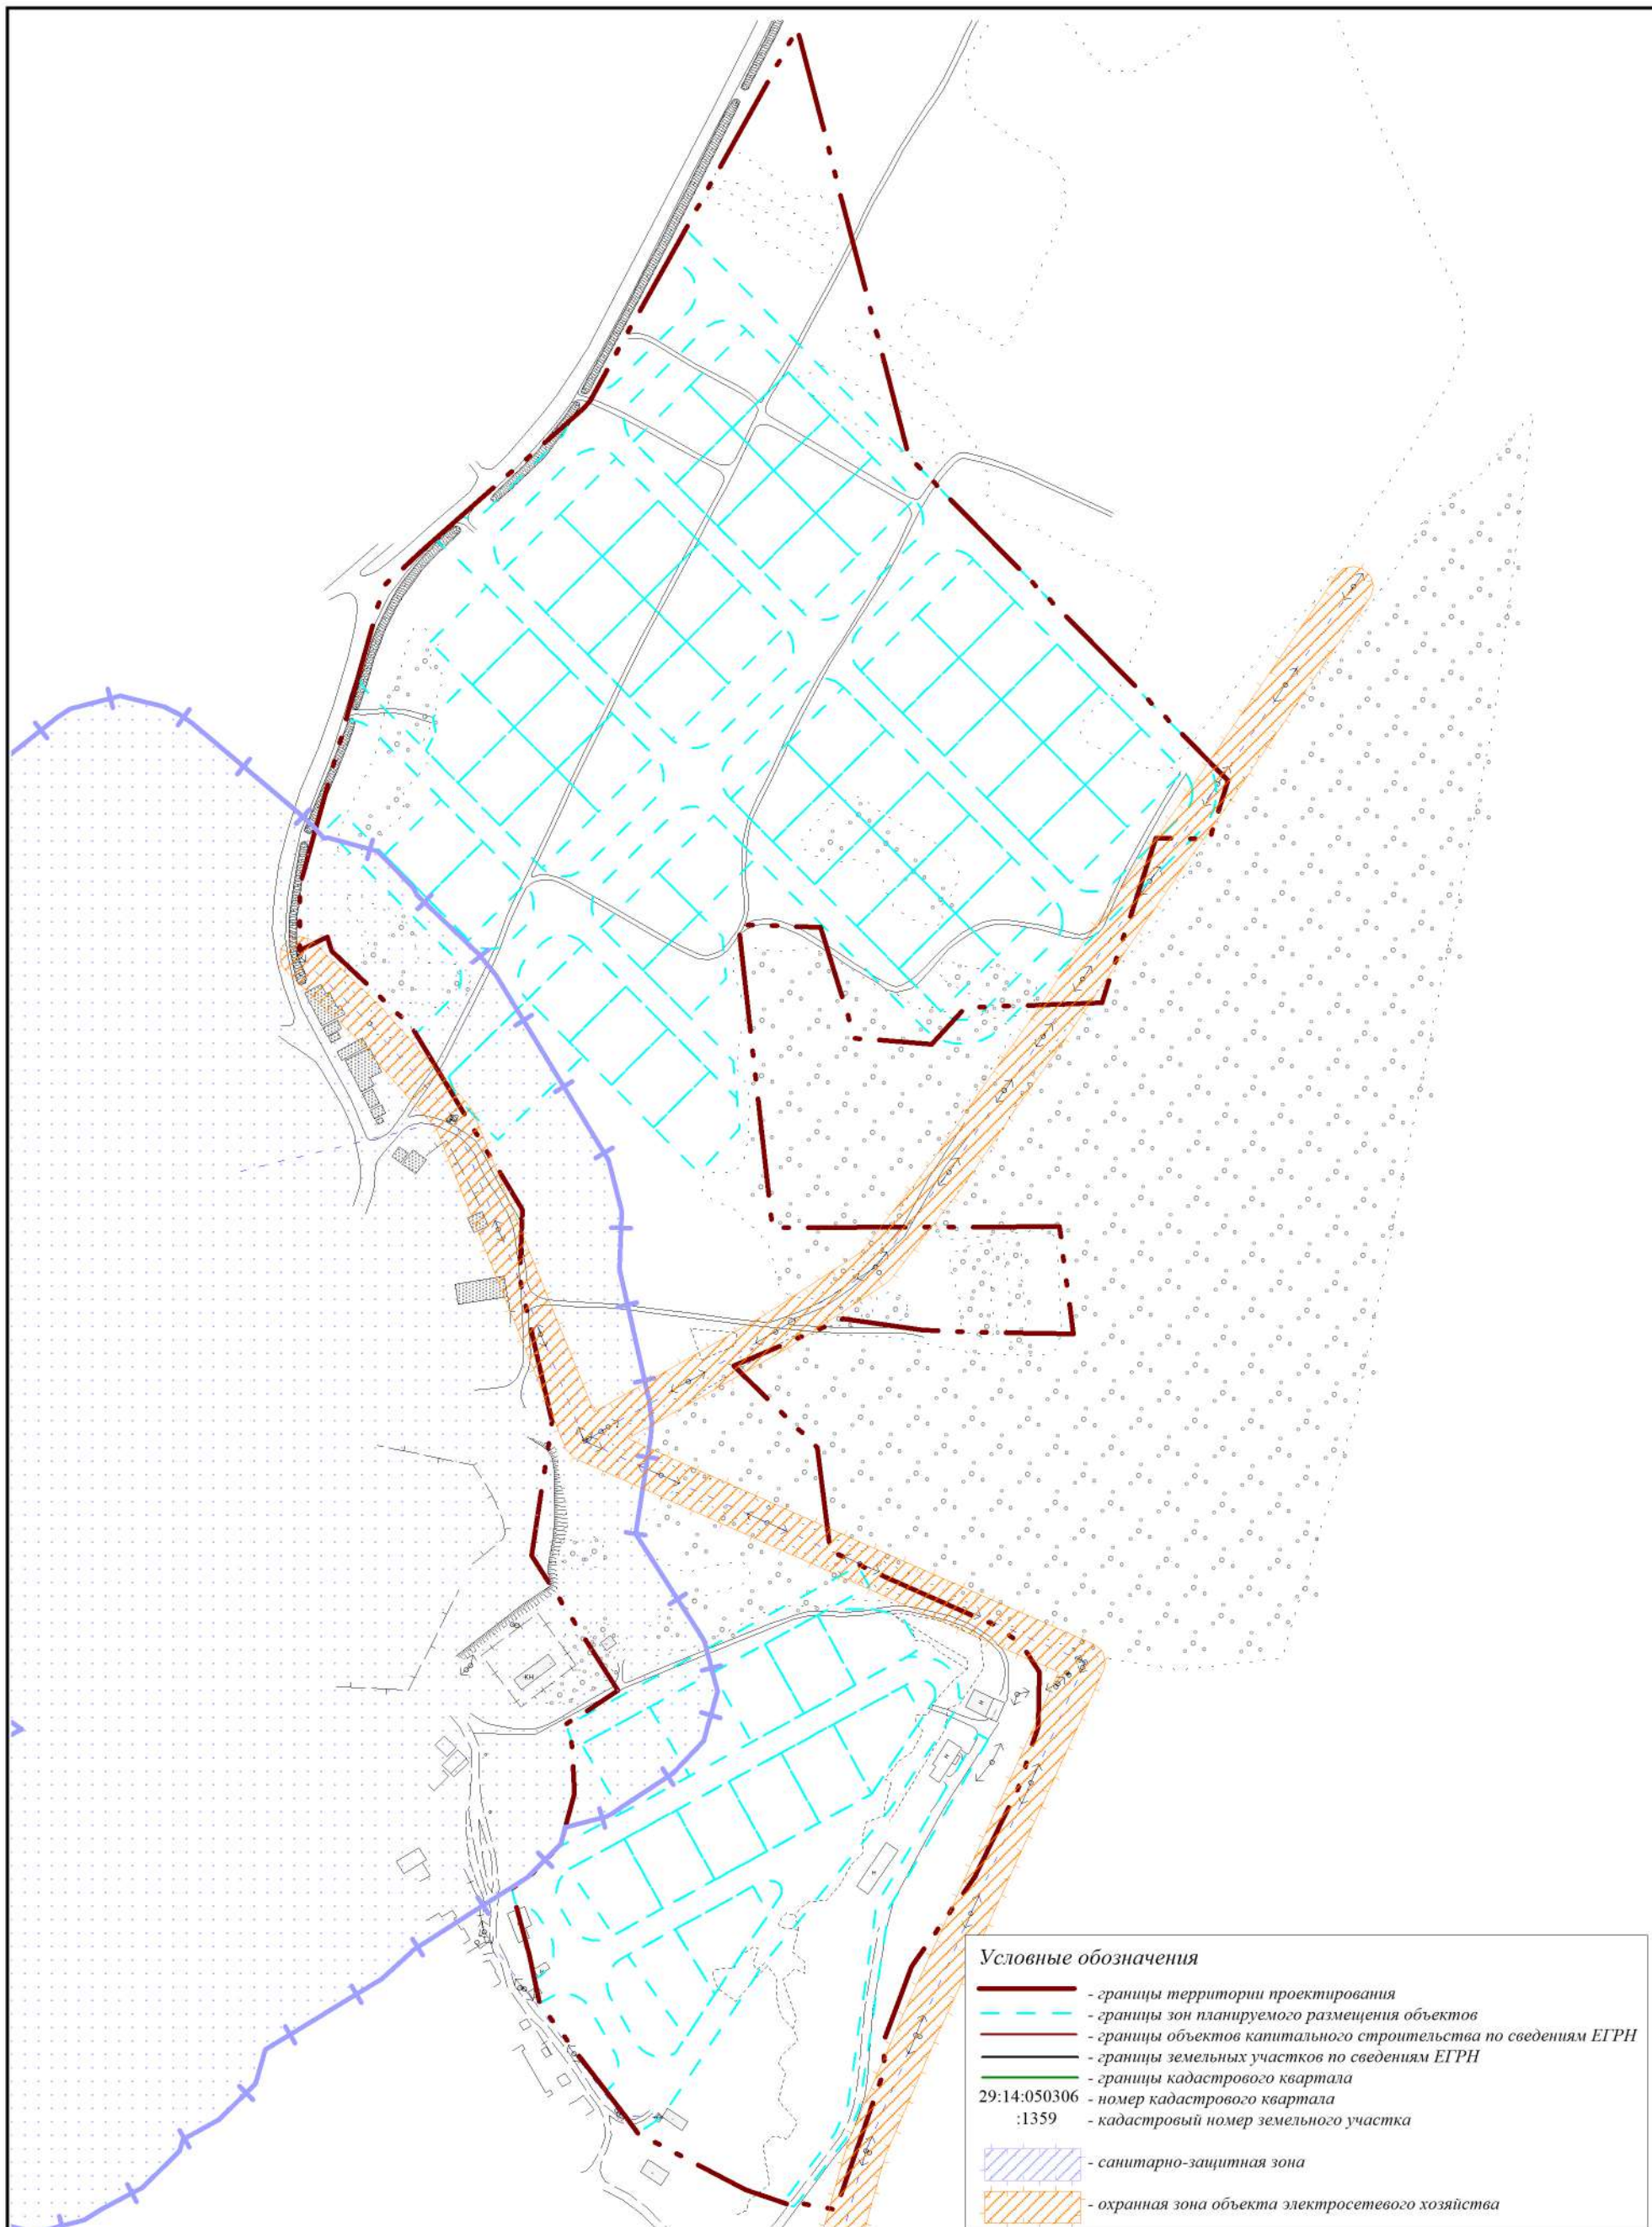 кн
н
н
н
Условные обозначения
- границы территории проектирования
- границы зон планируемого размещения объектов
- границы объектов капитального строительства по сведениям ЕГРН
- границы земельных участков по сведениям ЕГРН
- границы кадастрового квартала
29:14:050306 - номер кадастрового квартала
:1359 - кадастровый номер земельного участка
- санитарно-защитная зона
- охранная зона объекта электросетевого хозяйства